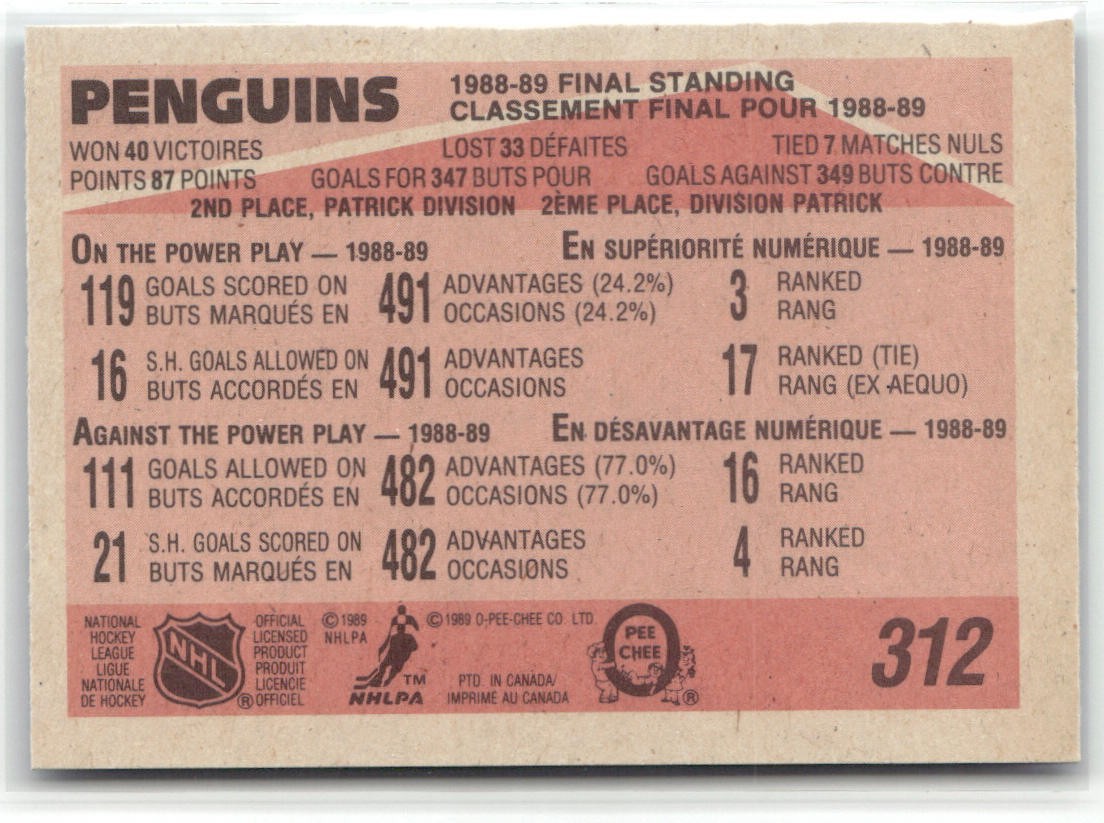 PENGUINS
1988-89 FINAL STANDING
CLASSEMENT FINAL POUR 1988-89
WON 40 VICTOIRES LOST 33 DÉFAITES TIED 7 MATCHES NULS
POINTS 87 POINTS GOALS FOR 347 BUTS POUR GOALS AGAINST 349 BUTS CONTRE
2ND PLACE, PATRICK DIVISION 2ÈME PLACE, DIVISION PATRICK
ON THE POWER PLAY — 1988-89 EN SUPÉRIORITÉ NUMÉRIQUE — 1988-89
119 GOALS SCORED ON 491 ADVANTAGES (24.2%) 3 RANKED
BUTS MARQUÉS EN OCCASIONS (24.2%) RANG
16 S.H. GOALS ALLOWED ON 491 ADVANTAGES 17 RANKED (TIE)
BUTS ACCORDÉS EN OCCASIONS RANG (EX AEQUO)
AGAINST THE POWER PLAY — 1988-89 EN DÉSAVANTAGE NUMÉRIQUE — 1988-89
111 GOALS ALLOWED ON 482 ADVANTAGES (77.0%) 16 RANKED
BUTS ACCORDÉS EN OCCASIONS (77.0%) RANG
21 S.H. GOALS SCORED ON 482 ADVANTAGES 4 RANKED
BUTS MARQUÉS EN OCCASIONS RANG
NATIONAL
HOCKEY
LEAGUE
LIGUE
NATIONALE
DE HOCKEY
NHL
®
OFFICIAL
LICENSED
PRODUCT
PRODUIT
LICENCIE
OFFICIEL
© 1989
NHLPA
TM
NHLPA
© 1989 O-PEE-CHEE CO. LTD.
PTD. IN CANADA/
IMPRIME AU CANADA
O
PEE
CHEE
®
312